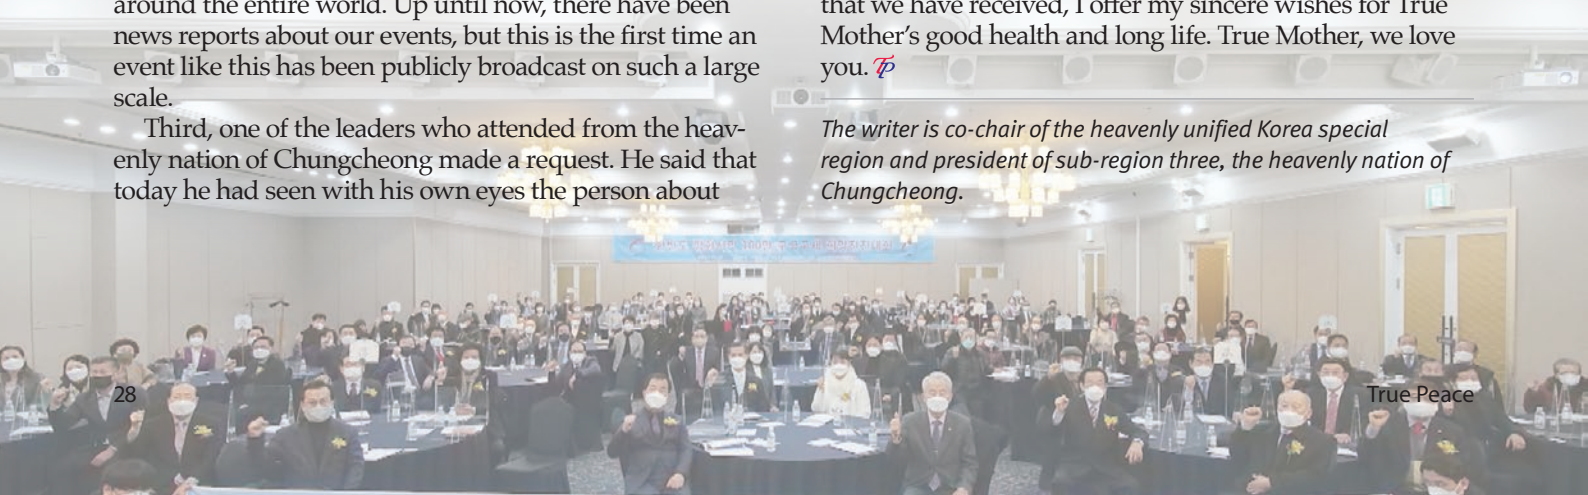 around the entire world. Up until now, there have been
news reports about our events, but this is the first time an
event like this has been publicly broadcast on such a large
scale.
Third, one of the leaders who attended from the heav-
enly nation of Chungcheong made a request. He said that
today he had seen with his own eyes the person about
that we have received, I offer my sincere wishes for True
Mother's good health and long life. True Mother, we love
you. TP
The writer is co-chair of the heavenly unified Korea special
region and president of sub-region three, the heavenly nation of
Chungcheong.
28
True Peace